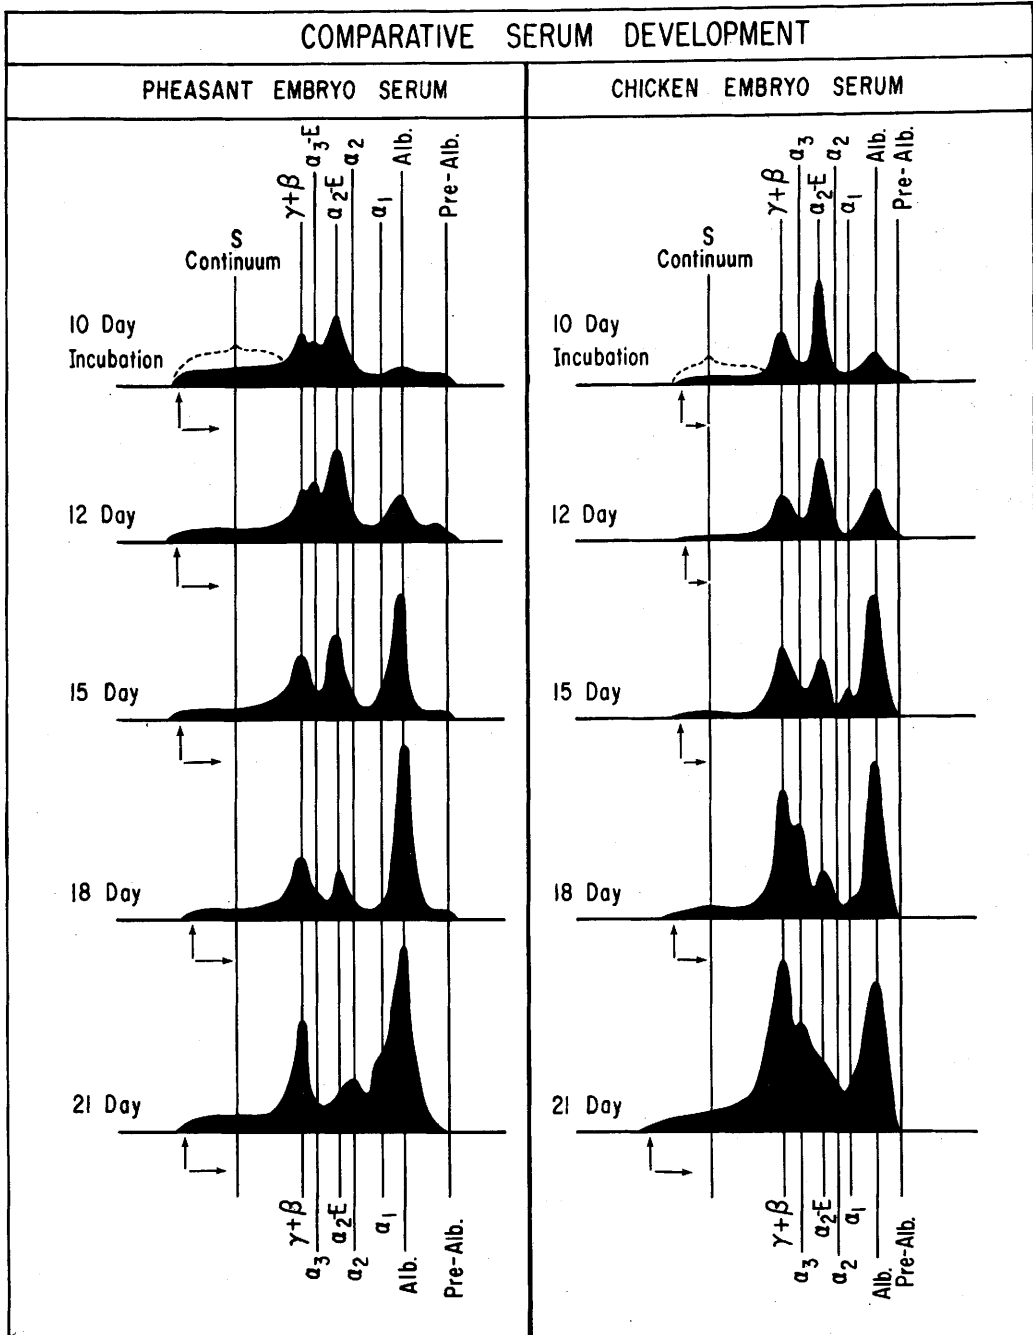 COMPARATIVE SERUM DEVELOPMENT
PHEASANT EMBRYO SERUM
CHICKEN EMBRYO SERUM
γ+β
α3-E
α2-E
α2
α1
Alb.
Pre-Alb.
γ+β
α3
α2-E
α2
α1
Alb.
Pre-Alb.
S
Continuum
S
Continuum
10 Day
Incubation
10 Day
Incubation
12 Day
12 Day
15 Day
15 Day
18 Day
18 Day
21 Day
21 Day
γ+β
α3
α2-E
α2
α1
Alb.
Pre-Alb.
γ+β
α3
α2-E
α2
α1
Alb.
Pre-Alb.